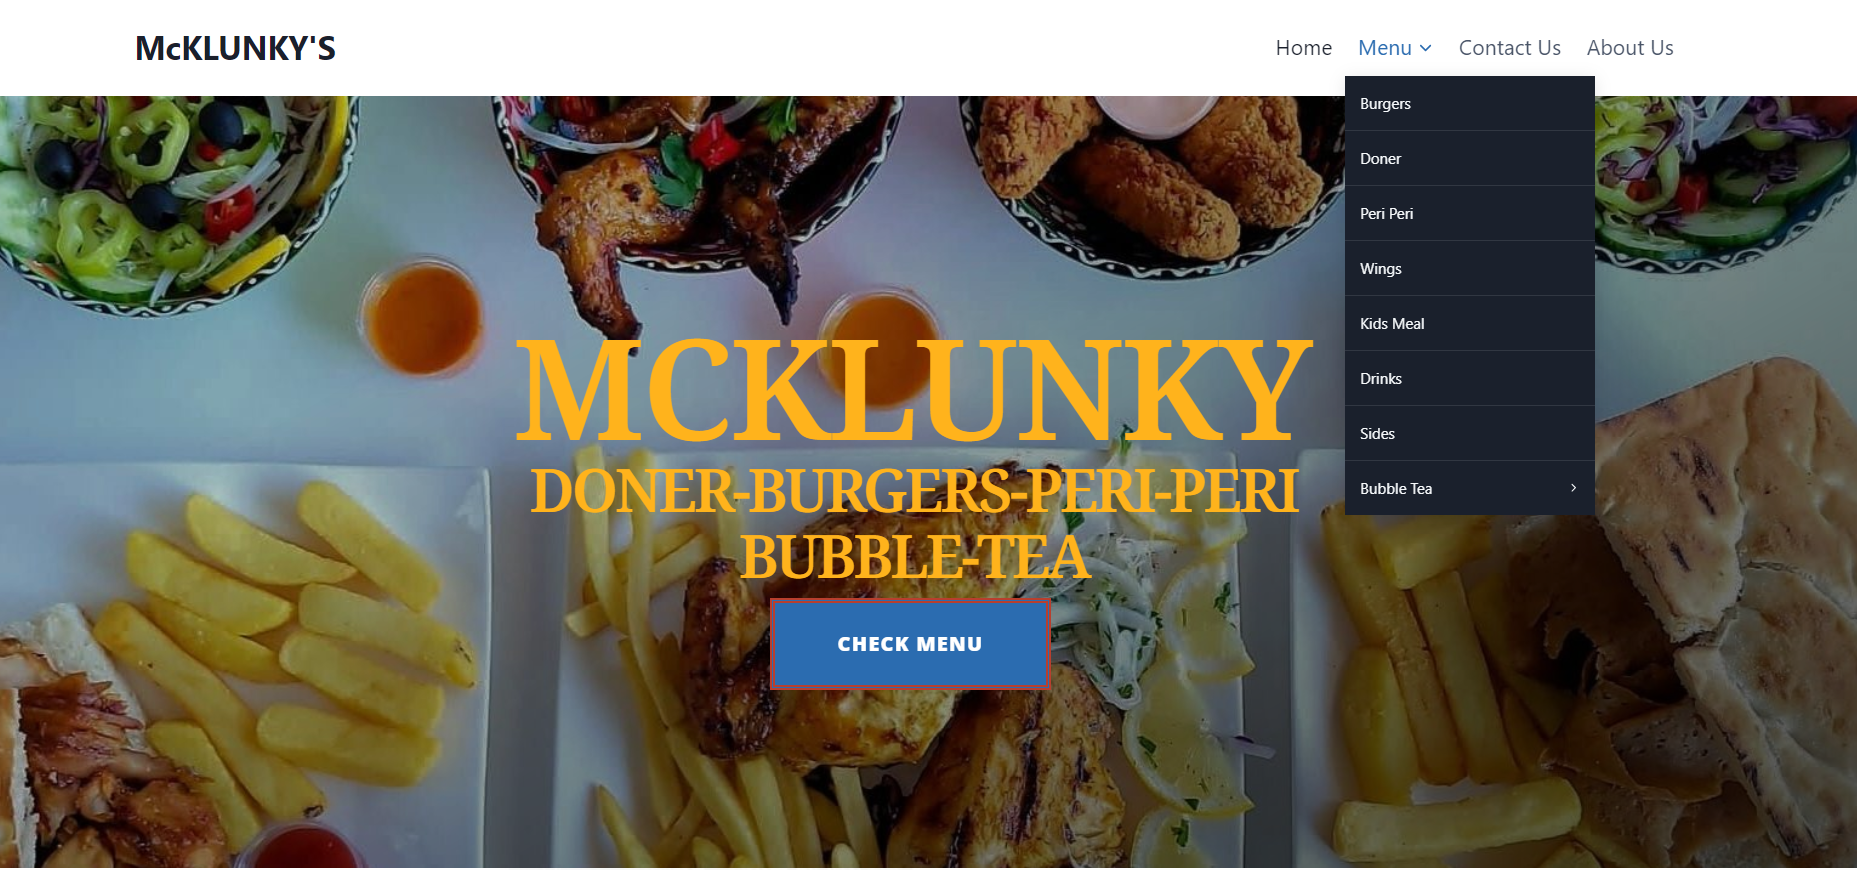 McKLUNKY'S
Home Menu Contact Us About Us
Burgers
Doner
Peri Peri
Wings
Kids Meal
Drinks
Sides
Bubble Tea
MCKLUNKY
DONER-BURGERS-PERI-PERI
BUBBLE-TEA
CHECK MENU